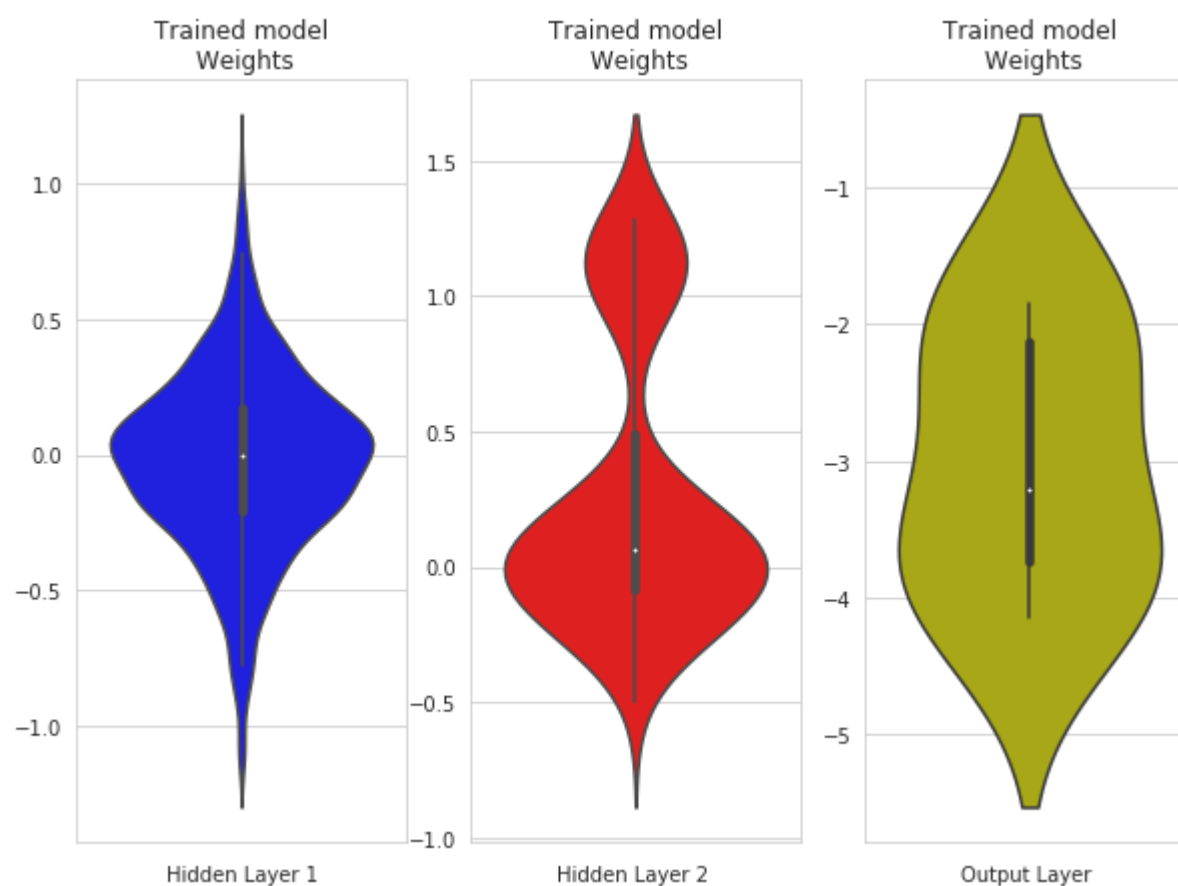 Trained model
Weights
1.0
0.5
0.0
−0.5
−1.0
Hidden Layer 1
Trained model
Weights
1.5
1.0
0.5
0.0
−0.5
−1.0
Hidden Layer 2
Trained model
Weights
−1
−2
−3
−4
−5
Output Layer